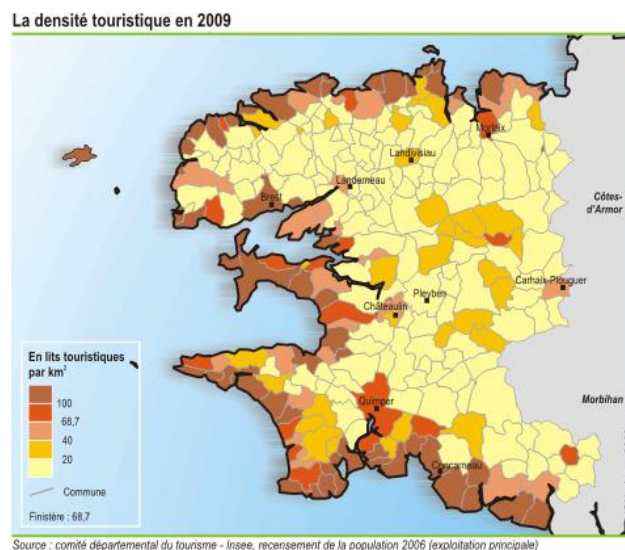 La densité touristique en 2009
Morlaix
Landivisiau
Landerneau
Brest
Côtes-
d'Armor
Carhaix-Plouguer
Pleyben
Châteaulin
En lits touristiques
par km²
100
68,7
40
20
Commune
Finistère : 68,7
Morbihan
Quimper
Concarneau
Source : comité départemental du tourisme - Insee, recensement de la population 2006 (exploitation principale)